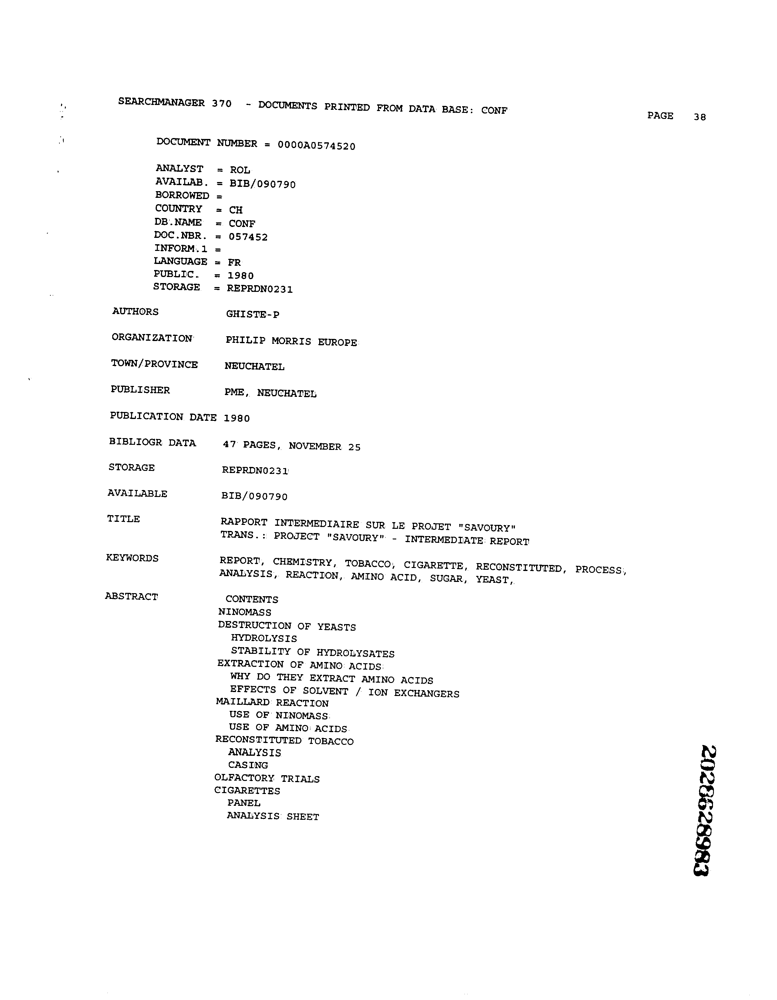 SEARCHMANAGER 370 - DOCUMENTS PRINTED FROM DATA BASE: CONF
PAGE 38
DOCUMENT NUMBER = 0000A0574520
ANALYST = ROL
AVAILAB. = BIB/090790
BORROWED =
COUNTRY = CH
DB.NAME = CONF
DOC.NBR. = 057452
INFORM.1 =
LANGUAGE = FR
PUBLIC. = 1980
STORAGE = REPRDN0231
AUTHORS GHISTE-P
ORGANIZATION PHILIP MORRIS EUROPE
TOWN/PROVINCE NEUCHATEL
PUBLISHER PME, NEUCHATEL
PUBLICATION DATE 1980
BIBLIOGR DATA 47 PAGES, NOVEMBER 25
STORAGE REPRDN0231
AVAILABLE BIB/090790
TITLE RAPPORT INTERMEDIAIRE SUR LE PROJET "SAVOURY"
TRANS.: PROJECT "SAVOURY" - INTERMEDIATE REPORT
KEYWORDS REPORT, CHEMISTRY, TOBACCO, CIGARETTE, RECONSTITUTED, PROCESS,
ANALYSIS, REACTION, AMINO ACID, SUGAR, YEAST,
ABSTRACT CONTENTS
NINOMASS
DESTRUCTION OF YEASTS
HYDROLYSIS
STABILITY OF HYDROLYSATES
EXTRACTION OF AMINO ACIDS
WHY DO THEY EXTRACT AMINO ACIDS
EFFECTS OF SOLVENT / ION EXCHANGERS
MAILLARD REACTION
USE OF NINOMASS
USE OF AMINO ACIDS
RECONSTITUTED TOBACCO
ANALYSIS
CASING
OLFACTORY TRIALS
CIGARETTES
PANEL
ANALYSIS SHEET
2028628983